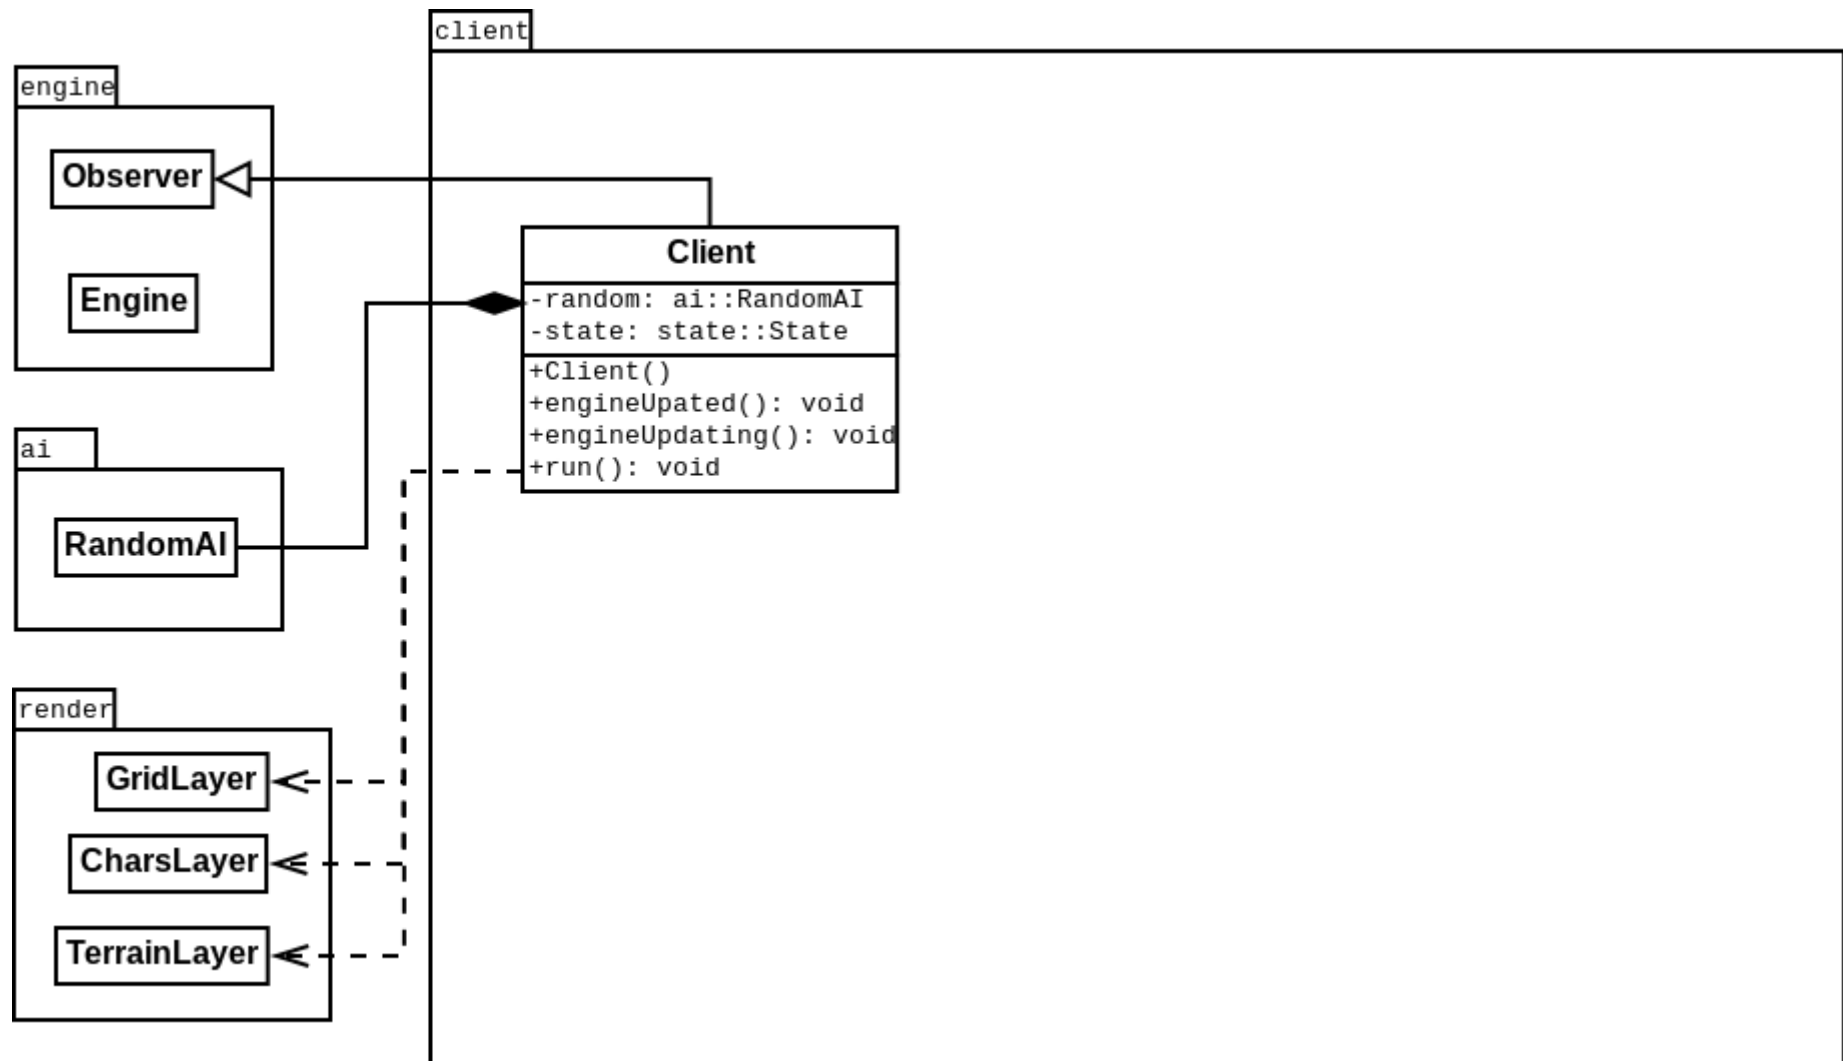 client
engine
Observer
Engine
Client
-random: ai::RandomAI
-state: state::State
+Client()
+engineUpated(): void
+engineUpdating(): void
+run(): void
ai
RandomAI
render
GridLayer
CharsLayer
TerrainLayer